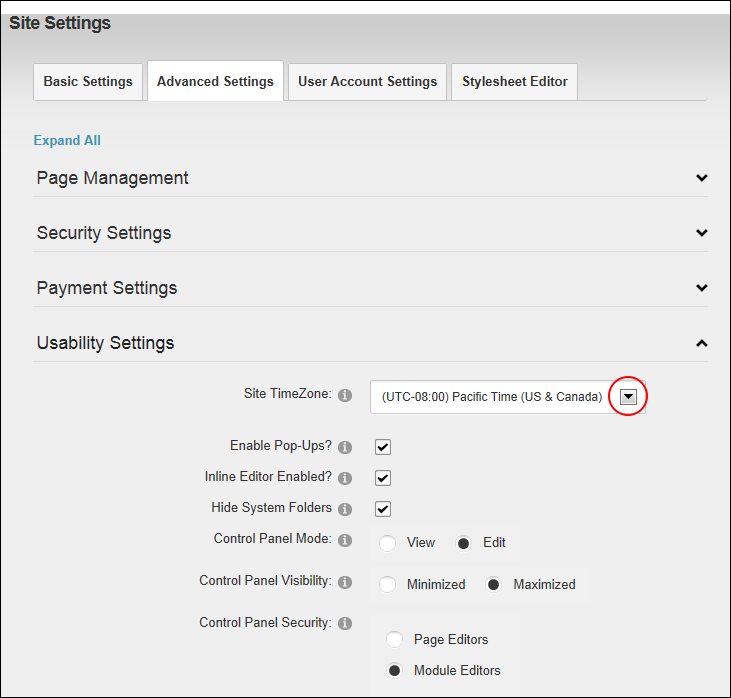 Site Settings
Basic Settings
Advanced Settings
User Account Settings
Stylesheet Editor
Expand All
Page Management
Security Settings
Payment Settings
Usability Settings
Site TimeZone:
(UTC-08:00) Pacific Time (US & Canada)
Enable Pop-Ups?
Inline Editor Enabled?
Hide System Folders
Control Panel Mode:
View
Edit
Control Panel Visibility:
Minimized
Maximized
Control Panel Security:
Page Editors
Module Editors